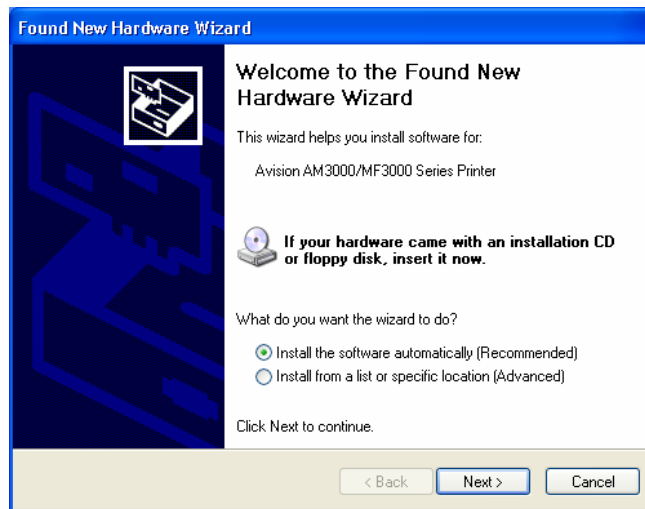 Found New Hardware Wizard
Welcome to the Found New
Hardware Wizard
This wizard helps you install software for:
Avision AM3000/MF3000 Series Printer
If your hardware came with an installation CD
or floppy disk, insert it now.
What do you want the wizard to do?
Install the software automatically (Recommended)
Install from a list or specific location (Advanced)
Click Next to continue.
< Back
Next >
Cancel